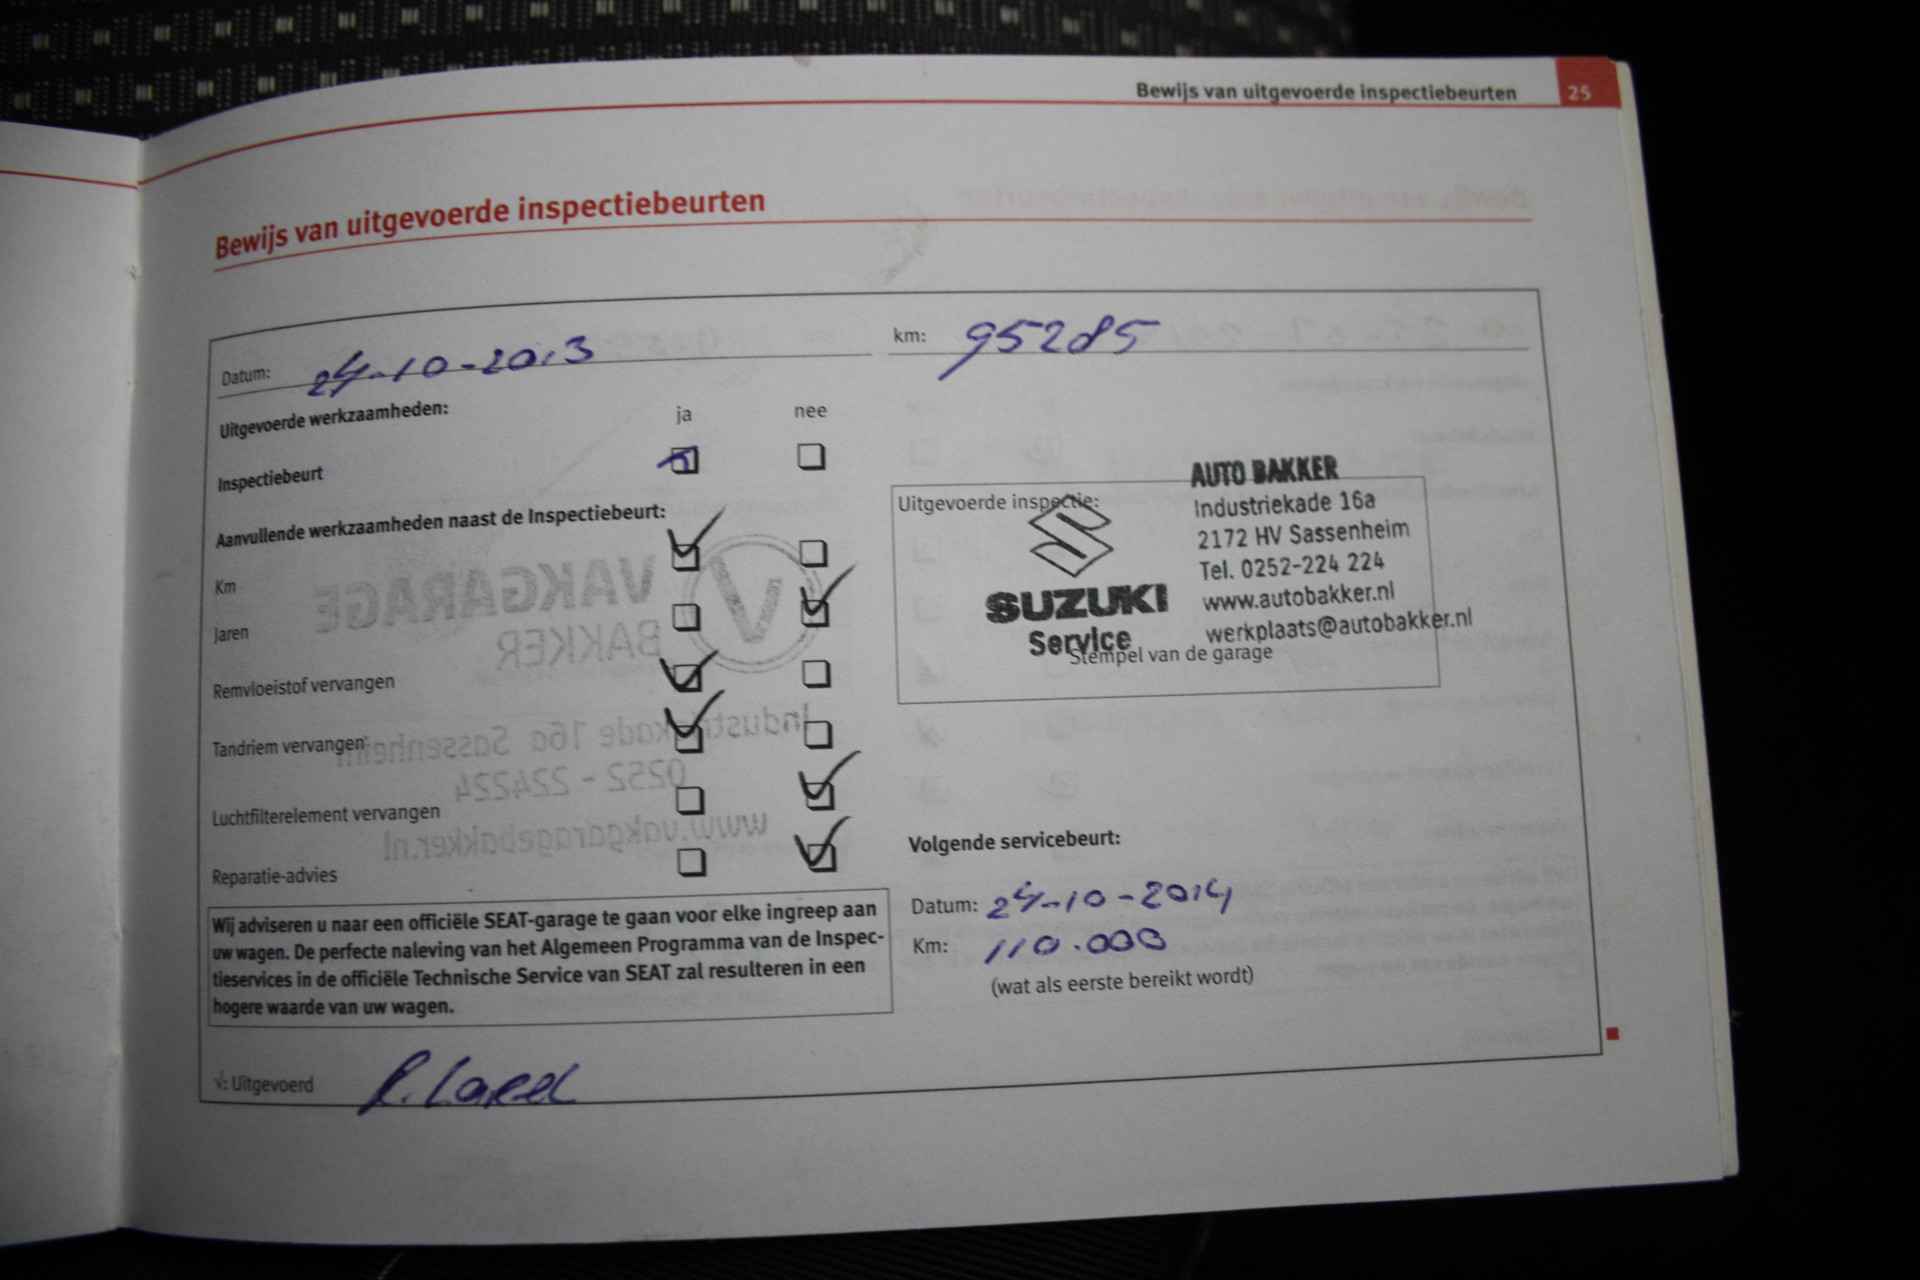 Bewijs van uitgevoerde inspectiebeurten 25
Bewijs van uitgevoerde inspectiebeurten
Datum: 24-10-2013
km: 95285
Uitgevoerde werkzaamheden: ja nee
Inspectiebeurt
Aanvullende werkzaamheden naast de Inspectiebeurt:
Km
Jaren
Remvloeistof vervangen
Tandriem vervangen
Luchtfilterelement vervangen
Reparatie-advies
Wij adviseren u naar een officiële SEAT-garage te gaan voor elke ingreep aan
uw wagen. De perfecte naleving van het Algemeen Programma van de Inspec-
tieservices in de officiële Technische Service van SEAT zal resulteren in een
hogere waarde van uw wagen.
√: Uitgevoerd
Uitgevoerde inspectie:
SUZUKI
Service
AUTO BAKKER
Industriekade 16a
2172 HV Sassenheim
Tel. 0252-224 224
www.autobakker.nl
werkplaats@autobakker.nl
Stempel van de garage
Volgende servicebeurt:
Datum: 24-10-2014
Km: 110.000
(wat als eerste bereikt wordt)
VAKGARAGE
BAKKER
Industriekade 16a Sassenheim
0252 - 224224
www.vakgaragebakker.nl